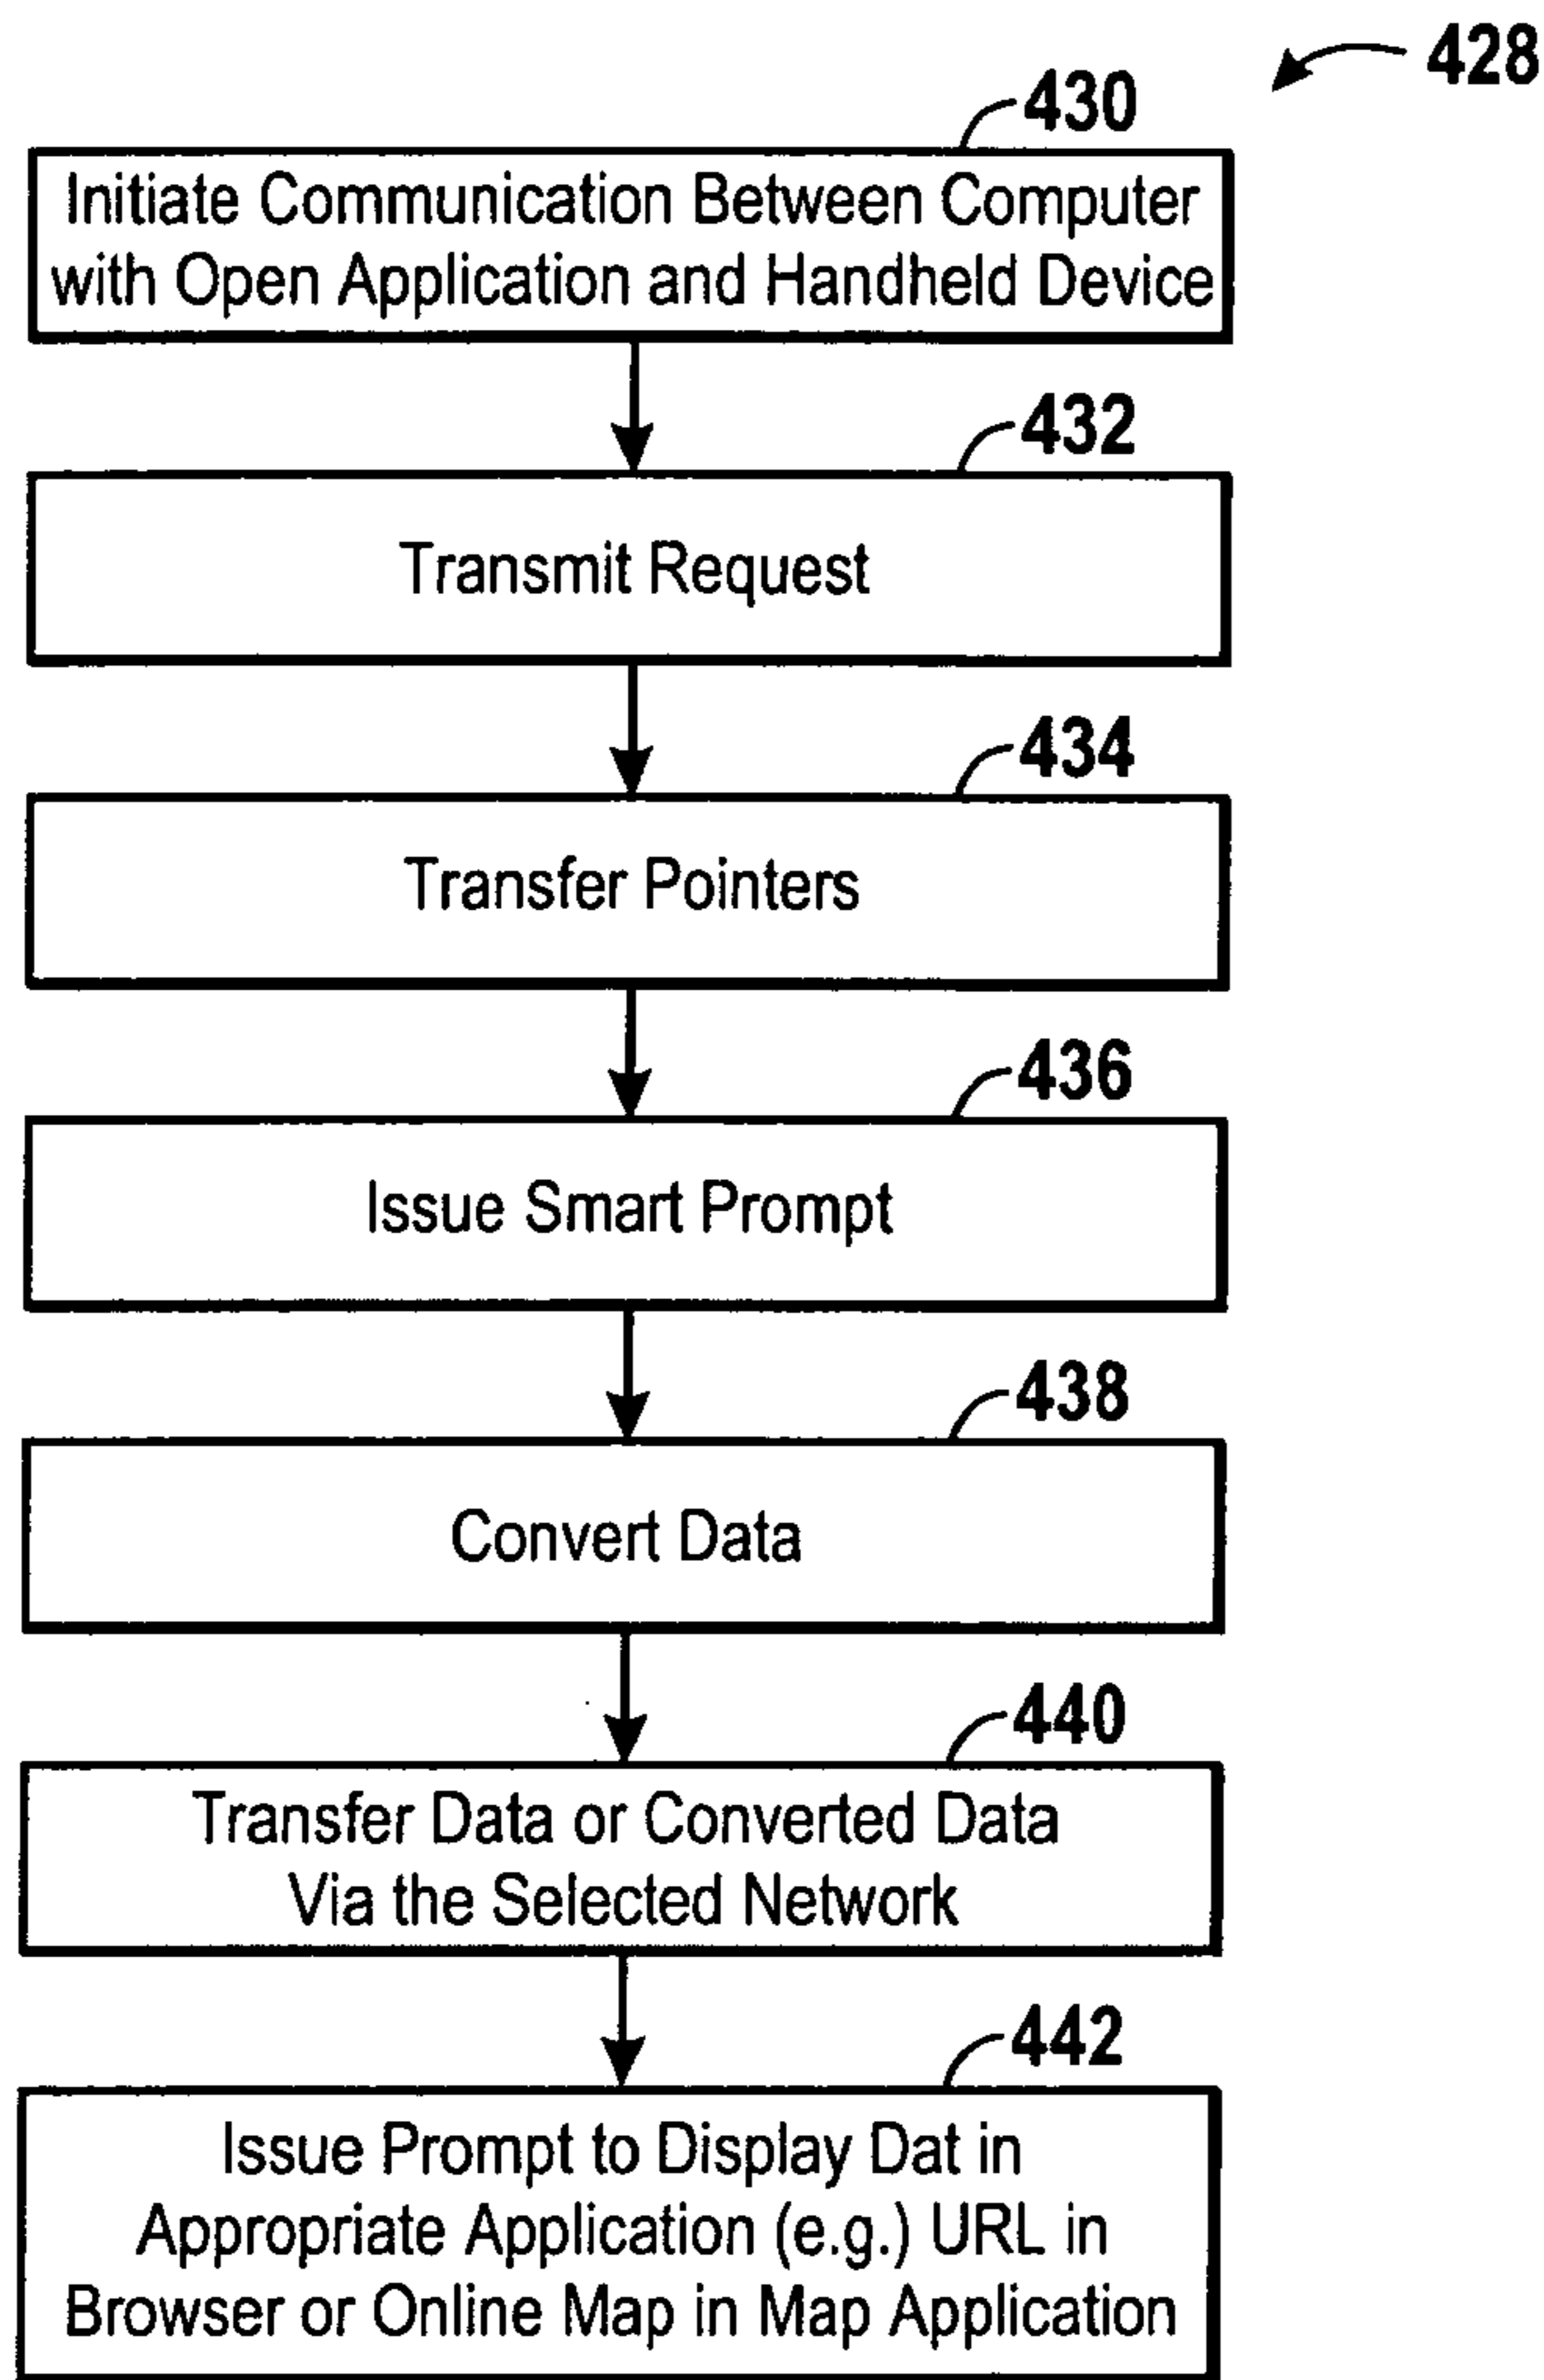 428
430
Initiate Communication Between Computer
with Open Application and Handheld Device
432
Transmit Request
434
Transfer Pointers
436
Issue Smart Prompt
438
Convert Data
440
Transfer Data or Converted Data
Via the Selected Network
442
Issue Prompt to Display Dat in
Appropriate Application (e.g.) URL in
Browser or Online Map in Map Application